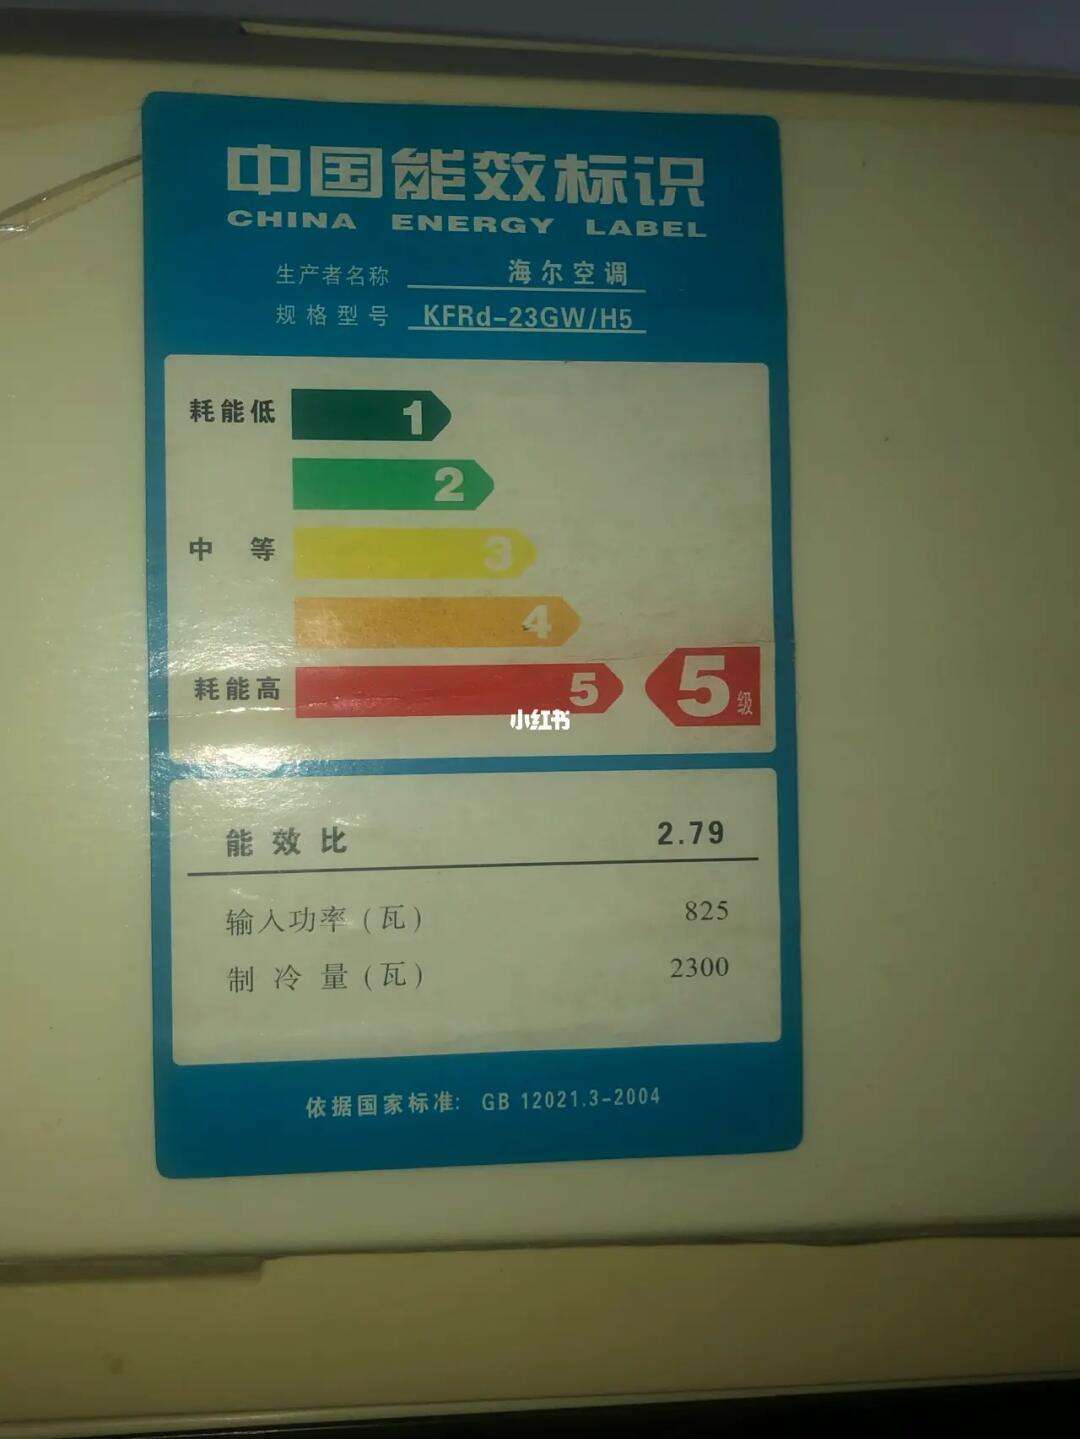 中国能效标识
CHINA ENERGY LABEL
生产者名称 海尔空调
规格型号 KFRd-23GW/H5
耗能低 1
2
中等 3
4
耗能高 5 5级
小红书
能效比 2.79
输入功率(瓦) 825
制冷量(瓦) 2300
依据国家标准: GB 12021.3-2004